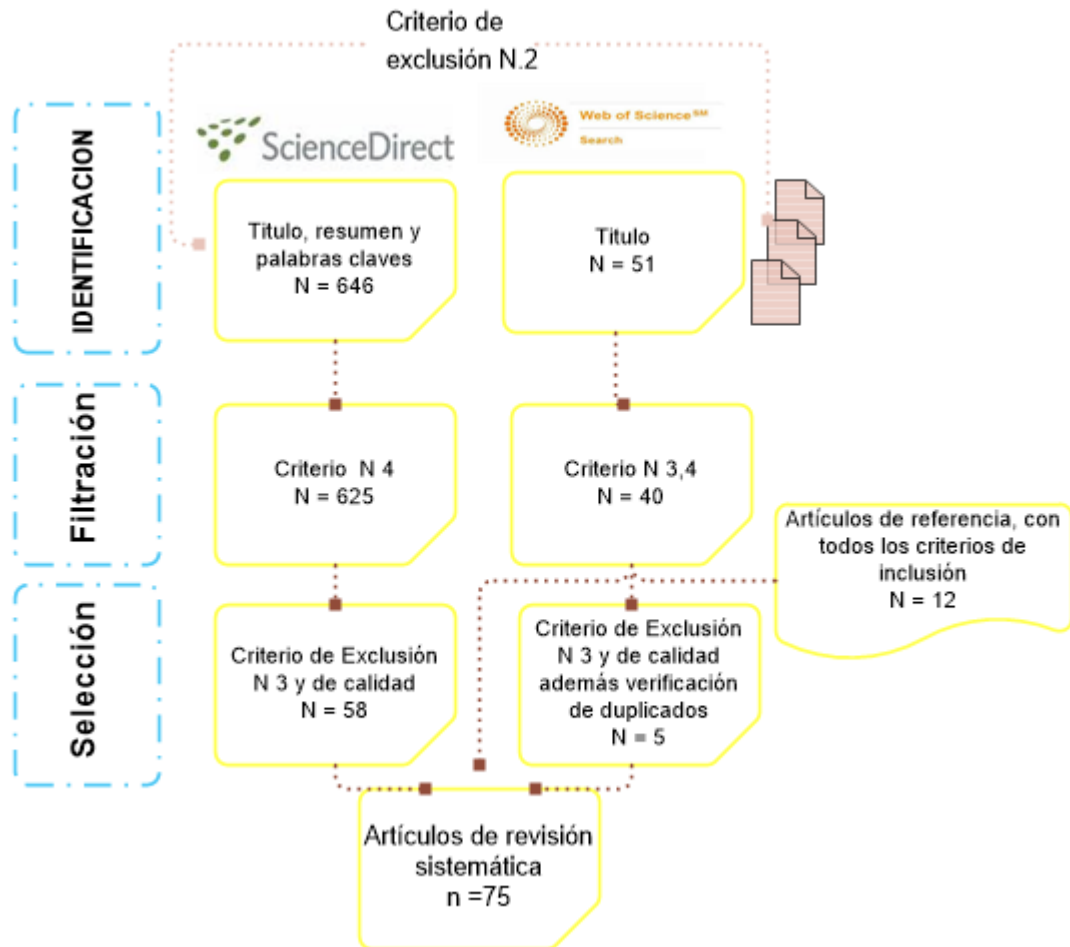 Criterio de
exclusión N.2
IDENTIFICACION
ScienceDirect
Web of Science℠
Search
Titulo, resumen y
palabras claves
N = 646
Titulo
N = 51
Filtración
Criterio N 4
N = 625
Criterio N 3,4
N = 40
Artículos de referencia, con
todos los criterios de
inclusión
N = 12
Selección
Criterio de Exclusión
N 3 y de calidad
N = 58
Criterio de Exclusión
N 3 y de calidad
además verificación
de duplicados
N = 5
Artículos de revisión
sistemática
n =75